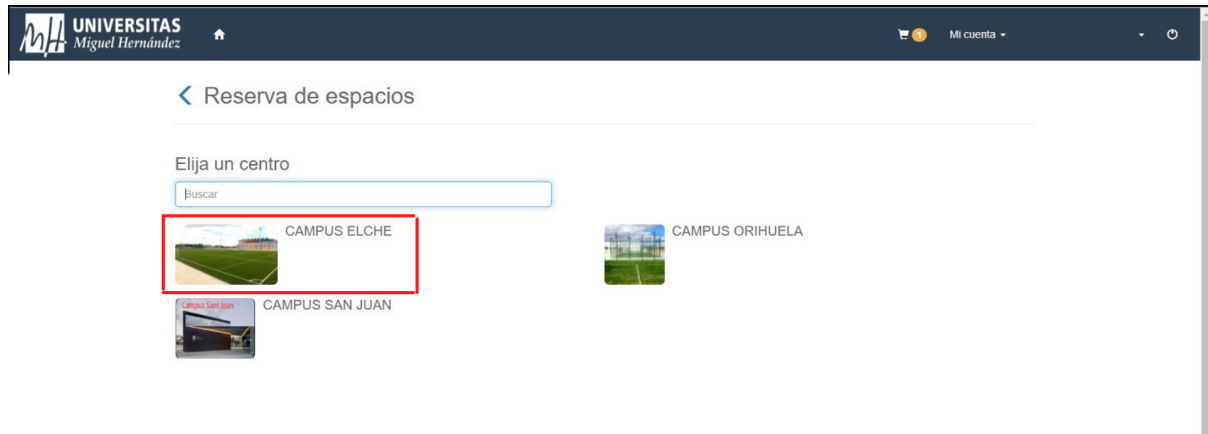 UNIVERSITAS
Miguel Hernández
1
Mi cuenta
Reserva de espacios
Elija un centro
Buscar
CAMPUS ELCHE
CAMPUS ORIHUELA
Campus Sant Joan
CAMPUS SAN JUAN